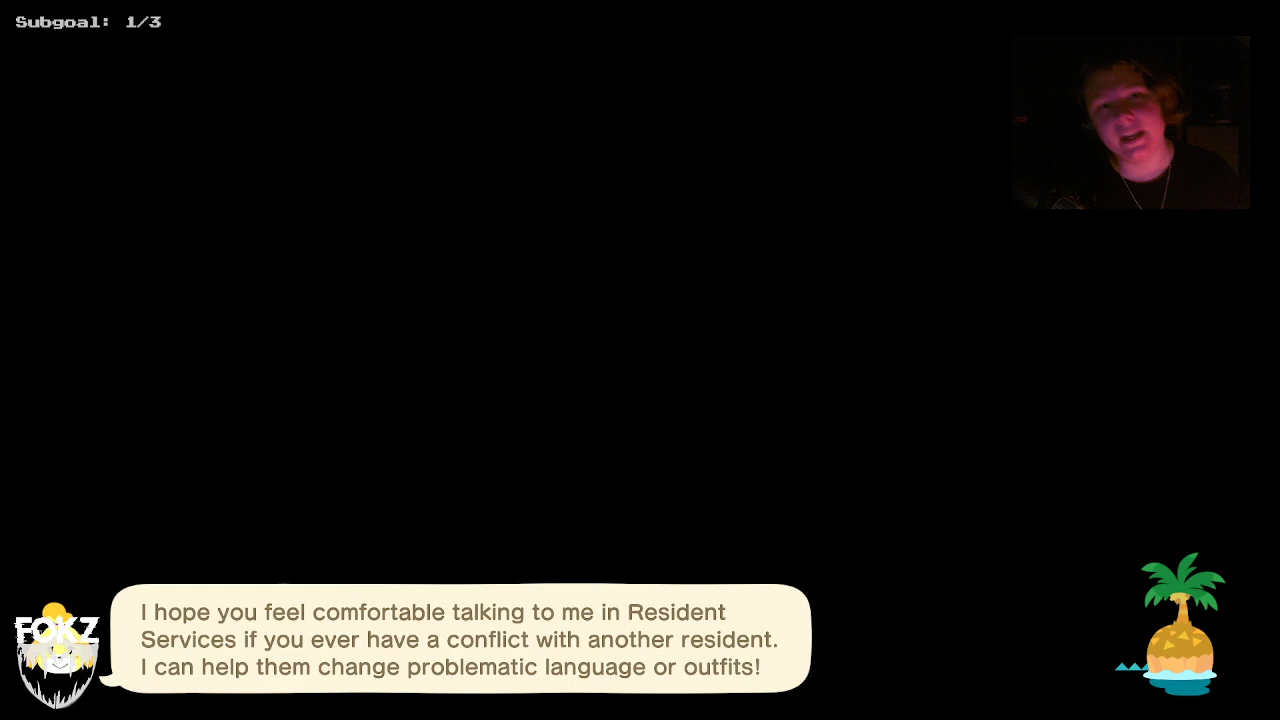 Subgoal: 1/3
I hope you feel comfortable talking to me in Resident
Services if you ever have a conflict with another resident.
I can help them change problematic language or outfits!
FOKZ